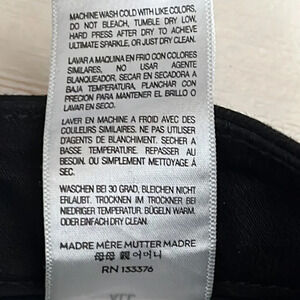 MACHINE WASH COLD WITH LIKE COLORS.
DO NOT BLEACH, TUMBLE DRY LOW.
HARD PRESS AFTER DRY TO ACHIEVE
ULTIMATE SPARKLE, OR JUST DRY CLEAN.
LAVAR A MAQUINA EN FRIO CON COLORES
SIMILARES, NO USAR AGENTE
BLANQUEADOR, SECAR EN SECADORA A
BAJA TEMPERATURA, PLANCHAR CON
PRECION PARA MANTENER EL BRILLO O
LAVAR EN SECO.
LAVER EN MACHINE A FROID AVEC DES
COULEURS SIMILAIRES. NE PAS UTILISER
D'AGENTS DE BLANCHIMENT. SECHER A
BASSE TEMPERATURE. REPASSER AU
BESOIN. OU SIMPLEMENT METTOYAGE Á
SEC.
WASCHEN BEI 30 GRAD, BLEICHEN NICHT
ERLAUBT. TROCKNEN IM TROCKNER BEI
NIEDRIGER TEMPERATUR. BÜGELN WARM.
ODER EINFACH DRY CLEAN.
MADRE MÈRE MUTTER MADRE
母母 親 어머니
RN 133376